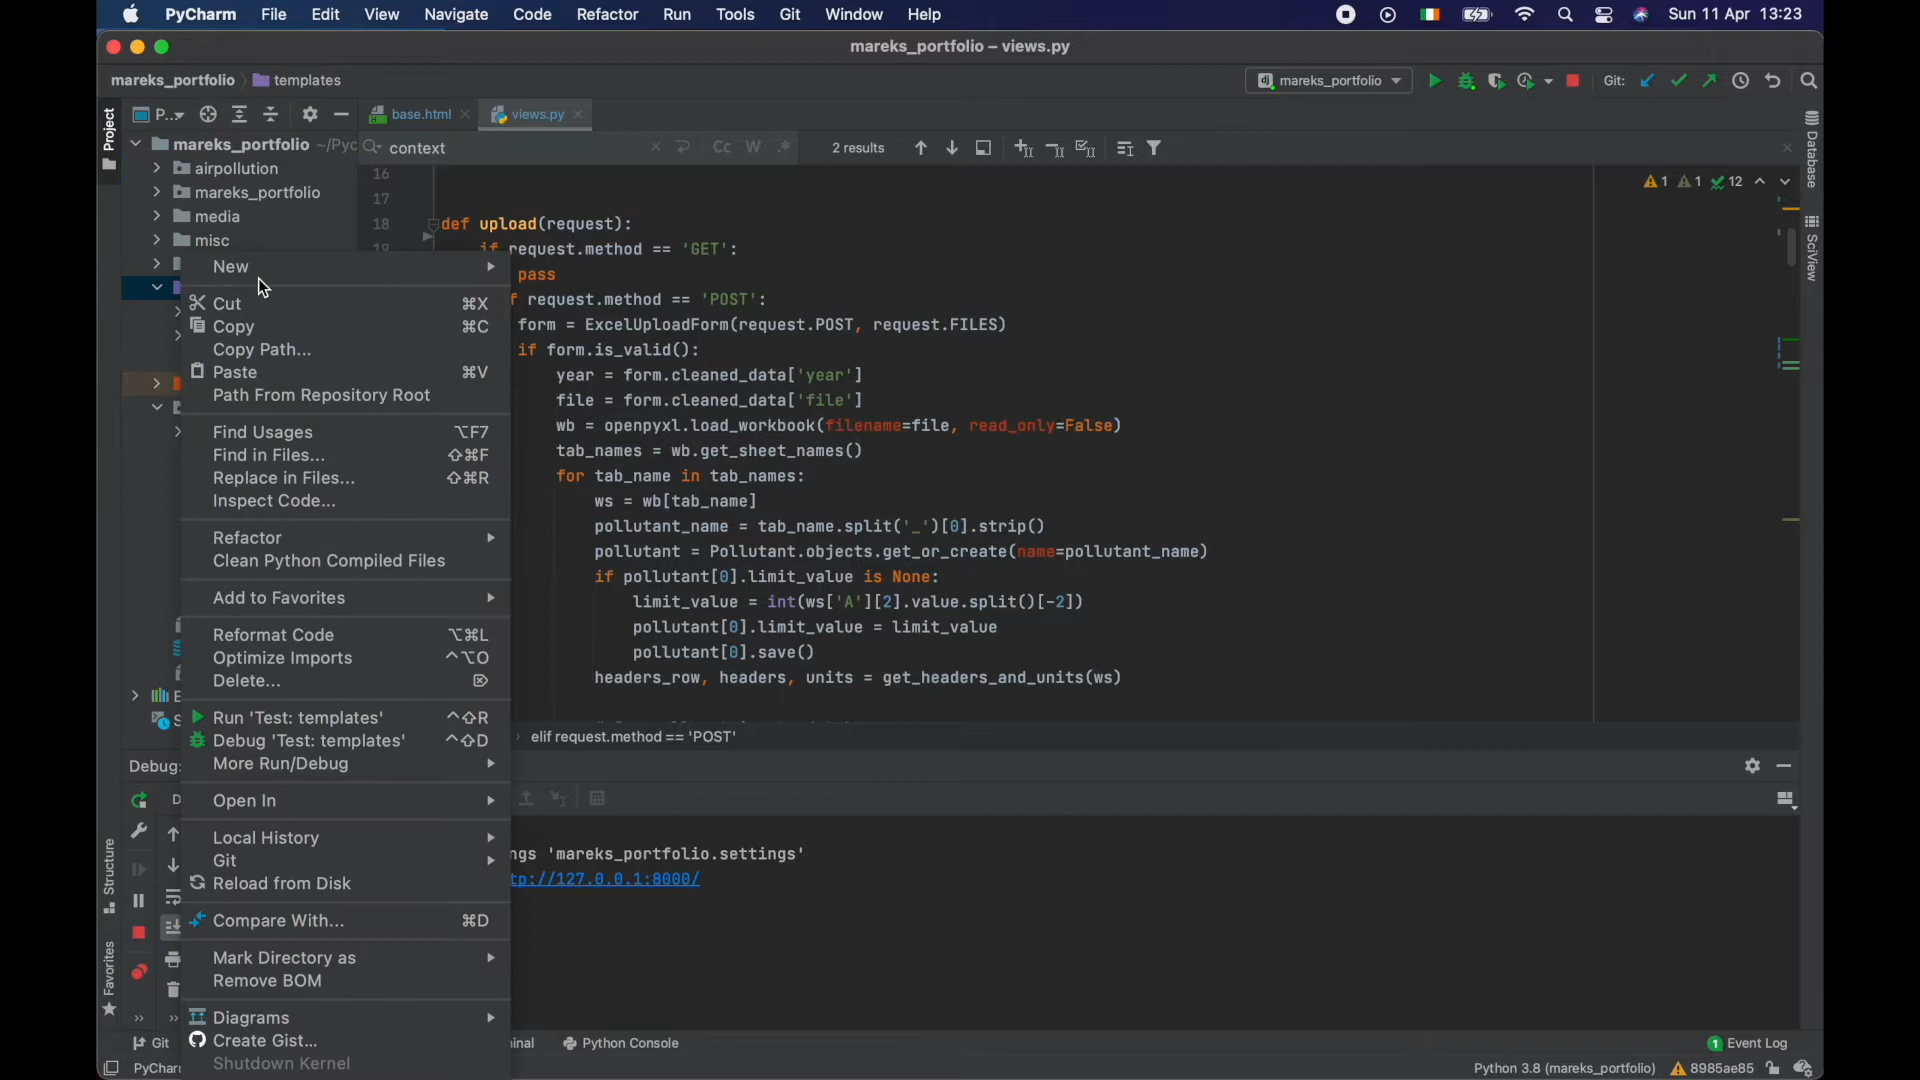 PyCharm File Edit View Navigate Code Refactor Run Tools Git Window Help Sun 11 Apr 13:23
mareks_portfolio – views.py
mareks_portfolio templates mareks_portfolio Git:
Project P... base.html views.py
mareks_portfolio ~/Pyc context Cc W .* 2 results
airpollution
mareks_portfolio
media
misc
Database
SciView
1 1 12
16
17
18 def upload(request):
19 if request.method == 'GET':
pass
f request.method == 'POST':
form = ExcelUploadForm(request.POST, request.FILES)
if form.is_valid():
year = form.cleaned_data['year']
file = form.cleaned_data['file']
wb = openpyxl.load_workbook(filename=file, read_only=False)
tab_names = wb.get_sheet_names()
for tab_name in tab_names:
ws = wb[tab_name]
pollutant_name = tab_name.split('_')[0].strip()
pollutant = Pollutant.objects.get_or_create(name=pollutant_name)
if pollutant[0].limit_value is None:
limit_value = int(ws['A'][2].value.split()[-2])
pollutant[0].limit_value = limit_value
pollutant[0].save()
headers_row, headers, units = get_headers_and_units(ws)
elif request.method == 'POST'
New
Cut ⌘X
Copy ⌘C
Copy Path...
Paste ⌘V
Path From Repository Root
Find Usages ⌥F7
Find in Files... ⇧⌘F
Replace in Files... ⇧⌘R
Inspect Code...
Refactor
Clean Python Compiled Files
Add to Favorites
Reformat Code ⌥⌘L
Optimize Imports ^⌥O
Delete... ⌦
Run 'Test: templates' ^⇧R
Debug 'Test: templates' ^⇧D
More Run/Debug
Open In
Local History
Git
Reload from Disk
Compare With... ⌘D
Mark Directory as
Remove BOM
Diagrams
Create Gist...
Shutdown Kernel
E
S
Debug:
D
ngs 'mareks_portfolio.settings'
tp://127.0.0.1:8000/
Structure
Favorites
Git inal Python Console 1 Event Log
PyChar Python 3.8 (mareks_portfolio) 8985ae85